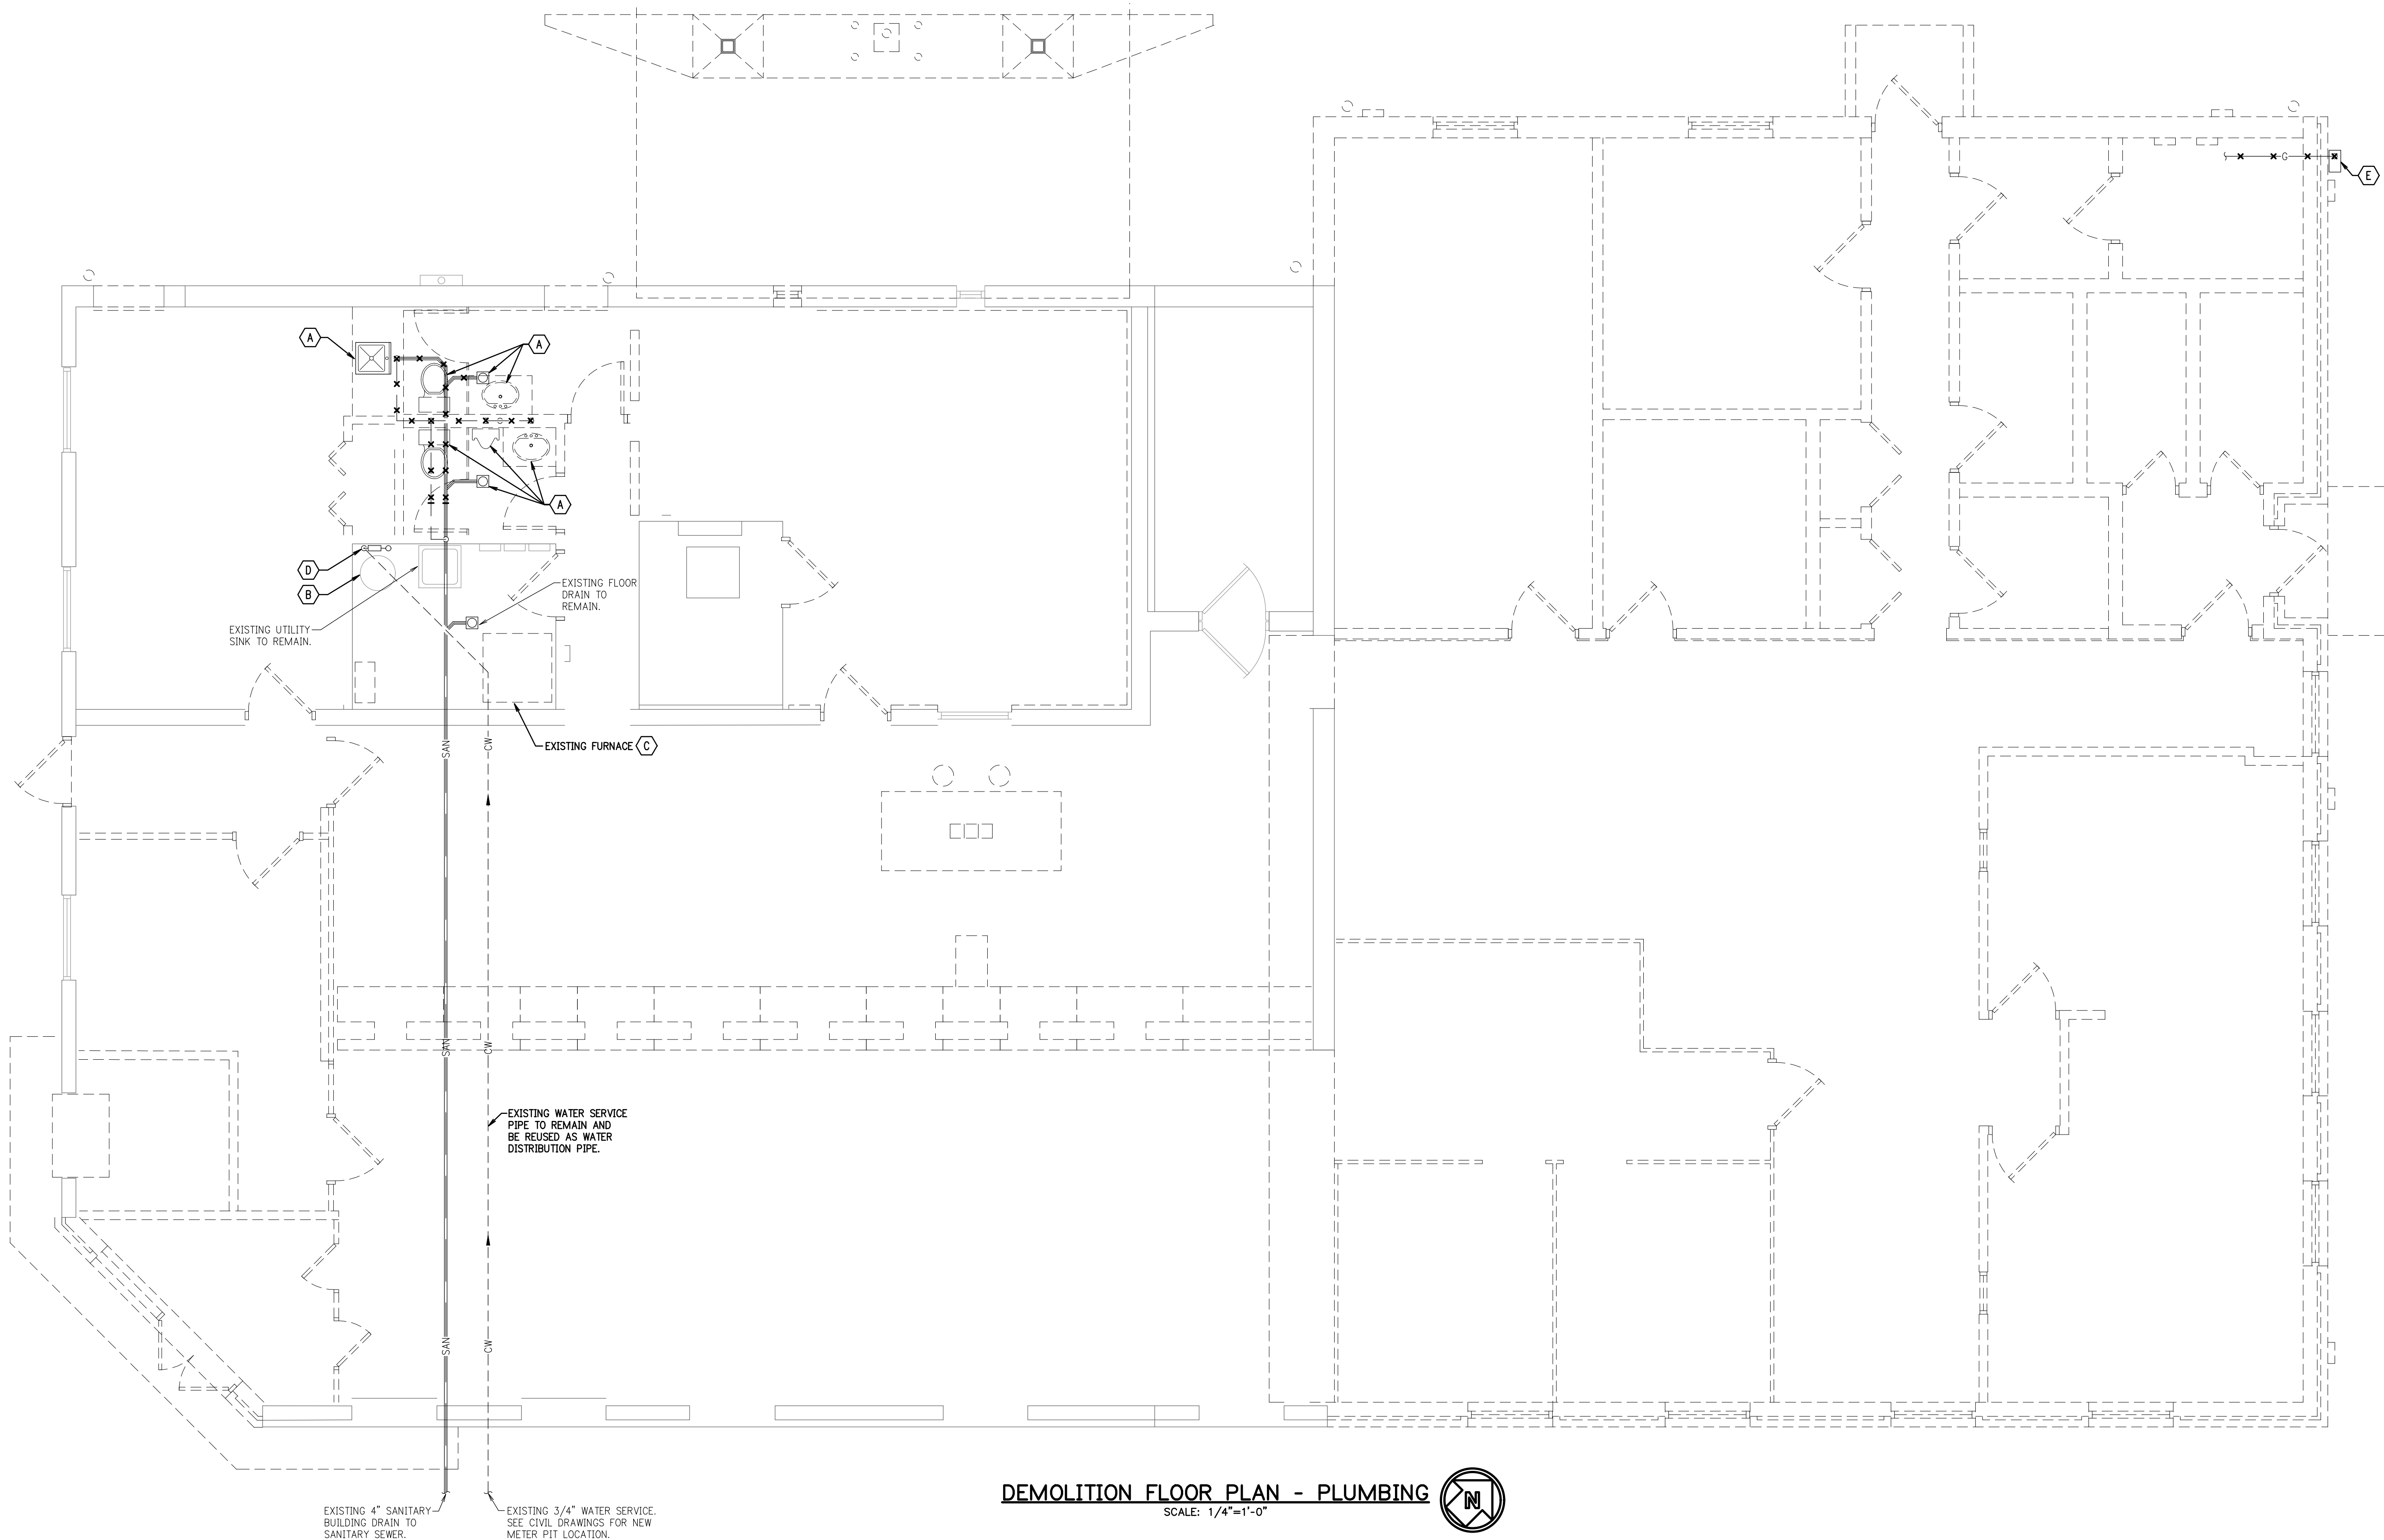 G
E
A
A
A
D
B
EXISTING FLOOR
DRAIN TO
REMAIN.
EXISTING UTILITY
SINK TO REMAIN.
SAN
CW
EXISTING FURNACE C
SAN
CW
EXISTING WATER SERVICE
PIPE TO REMAIN AND
BE REUSED AS WATER
DISTRIBUTION PIPE.
SAN
CW
EXISTING 4" SANITARY
BUILDING DRAIN TO
SANITARY SEWER.
EXISTING 3/4" WATER SERVICE.
SEE CIVIL DRAWINGS FOR NEW
METER PIT LOCATION.
DEMOLITION FLOOR PLAN - PLUMBING
SCALE: 1/4"=1'-0"
N